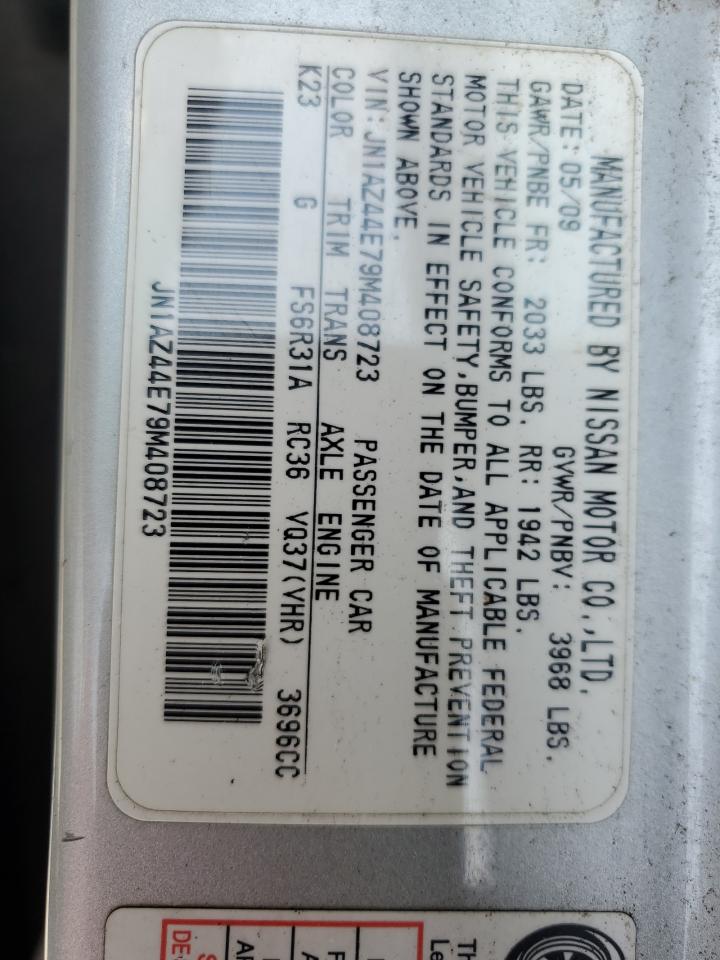 MANUFACTURED BY NISSAN MOTOR CO.,LTD.
DATE: 05/09 GVWR/PNBV: 3968 LBS.
GAWR/PNBE FR: 2033 LBS. RR: 1942 LBS.
THIS VEHICLE CONFORMS TO ALL APPLICABLE FEDERAL
MOTOR VEHICLE SAFETY,BUMPER,AND THEFT PREVENTION
STANDARDS IN EFFECT ON THE DATE OF MANUFACTURE
SHOWN ABOVE.
VIN:JN1AZ44E79M408723 PASSENGER CAR
COLOR TRIM TRANS AXLE ENGINE
K23 G FS6R31A RC36 VQ37(VHR) 3696CC
JN1AZ44E79M408723